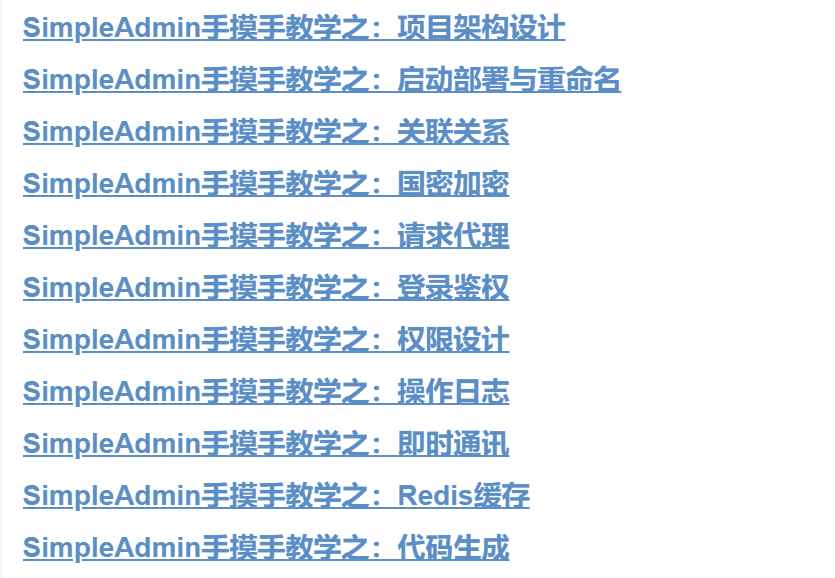 SimpleAdmin手摸手教学之：项目架构设计
SimpleAdmin手摸手教学之：启动部署与重命名
SimpleAdmin手摸手教学之：关联关系
SimpleAdmin手摸手教学之：国密加密
SimpleAdmin手摸手教学之：请求代理
SimpleAdmin手摸手教学之：登录鉴权
SimpleAdmin手摸手教学之：权限设计
SimpleAdmin手摸手教学之：操作日志
SimpleAdmin手摸手教学之：即时通讯
SimpleAdmin手摸手教学之：Redis缓存
SimpleAdmin手摸手教学之：代码生成